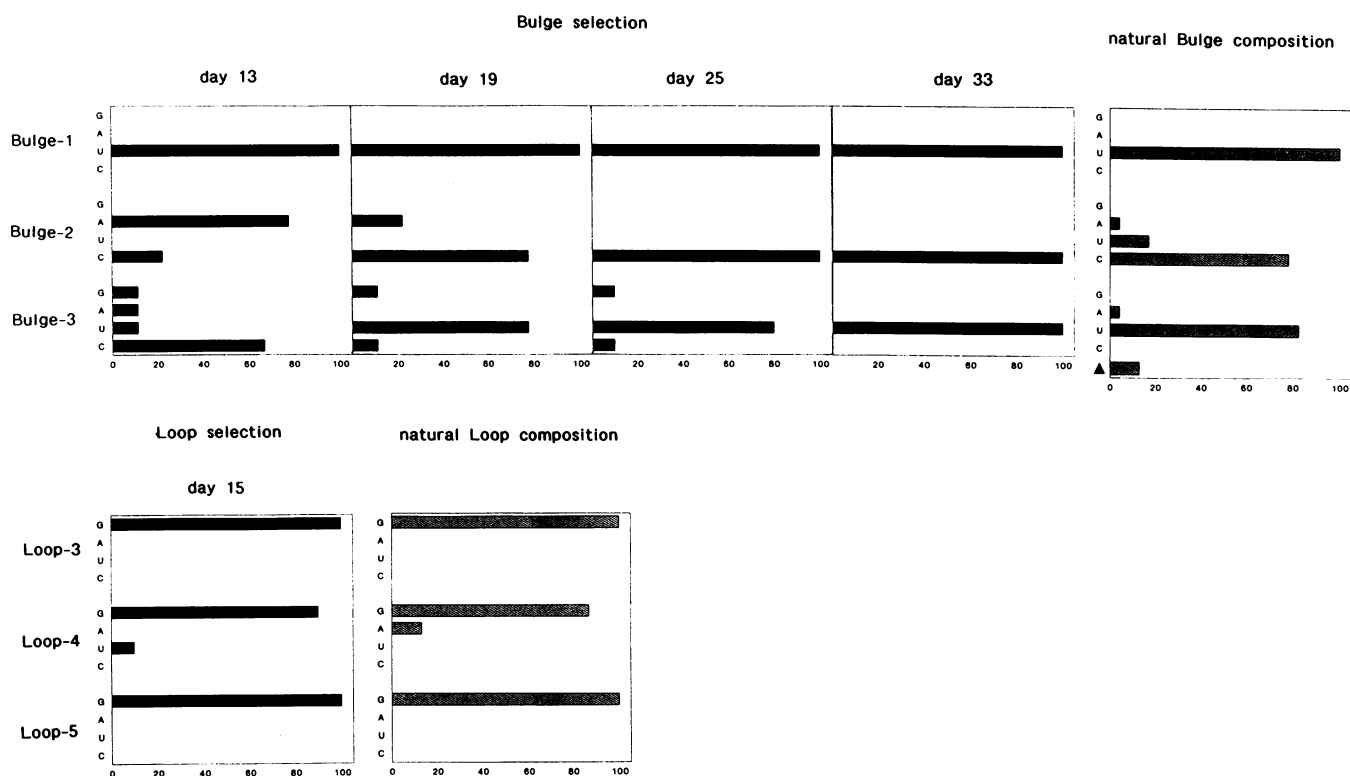 Bulge selection
natural Bulge composition
day 13 day 19 day 25 day 33
Bulge-1 G A U C G A U C
Bulge-2 G A U C G A U C
Bulge-3 G A U C G A U C ▲
0 20 40 60 80 100 20 40 60 80 100 20 40 60 80 100 20 40 60 80 100 0 20 40 60 80 100
Loop selection natural Loop composition
day 15
Loop-3 G A U C G A U C
Loop-4 G A U C G A U C
Loop-5 G A U C G A U C
0 20 40 60 80 100 0 20 40 60 80 100